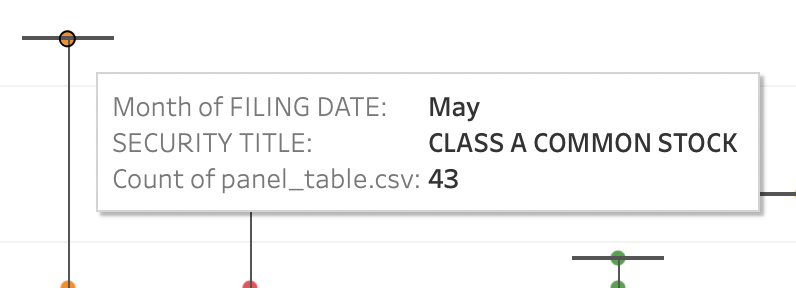 Month of FILING DATE: May
SECURITY TITLE: CLASS A COMMON STOCK
Count of panel_table.csv: 43